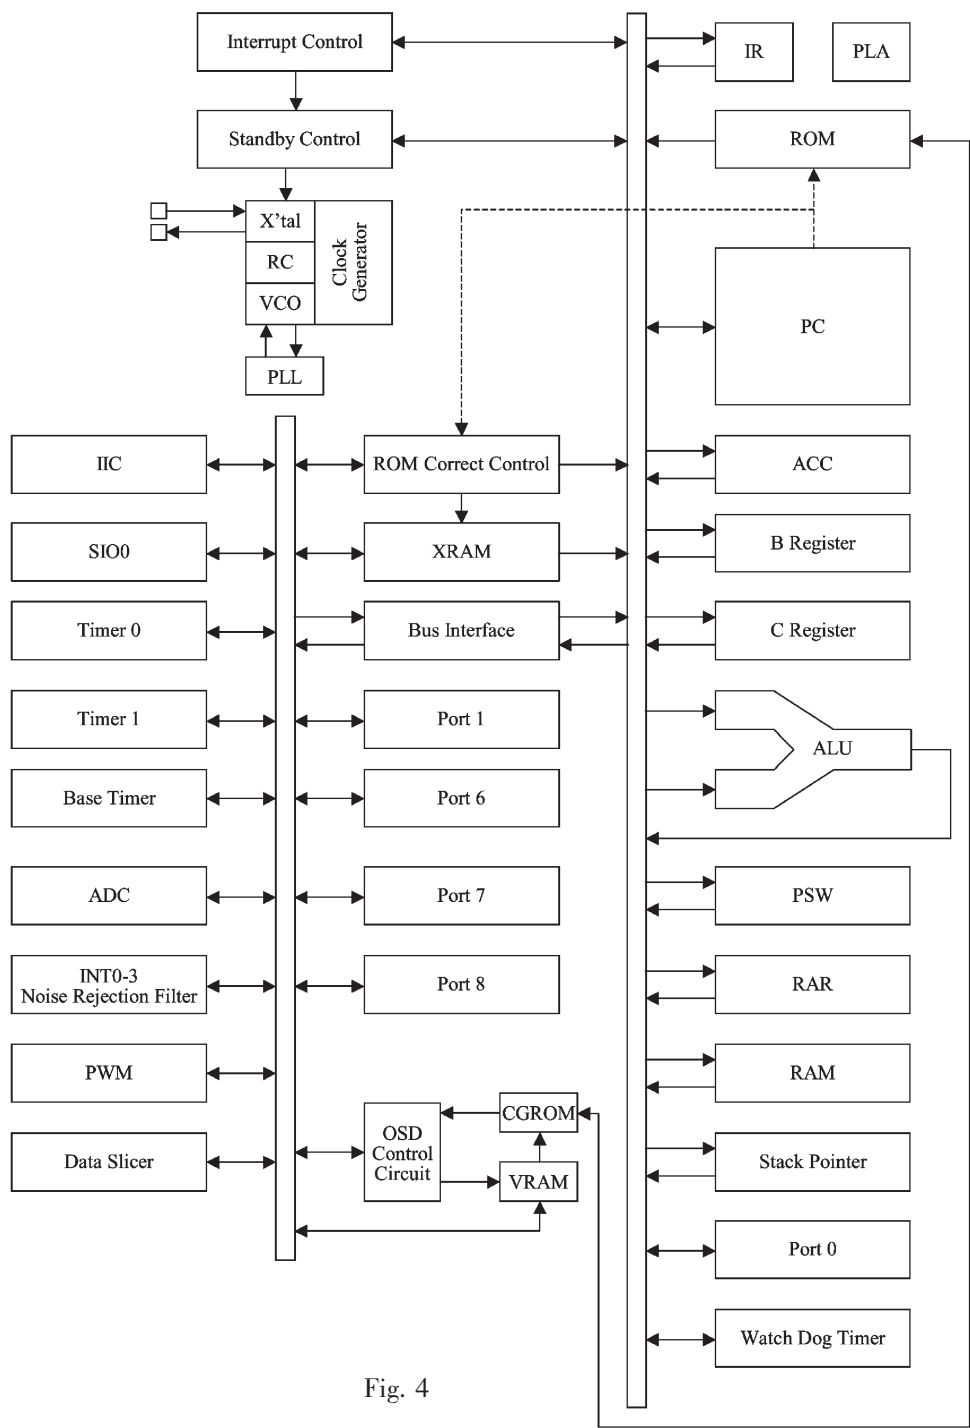 Interrupt Control
IR
PLA
Standby Control
ROM
X'tal
RC
VCO
Clock
Generator
PLL
PC
IIC
ROM Correct Control
ACC
SIO0
XRAM
B Register
Timer 0
Bus Interface
C Register
Timer 1
Port 1
ALU
Base Timer
Port 6
ADC
Port 7
PSW
INT0-3
Noise Rejection Filter
Port 8
RAR
PWM
RAM
OSD
Control
Circuit
CGROM
VRAM
Data Slicer
Stack Pointer
Port 0
Watch Dog Timer
Fig. 4